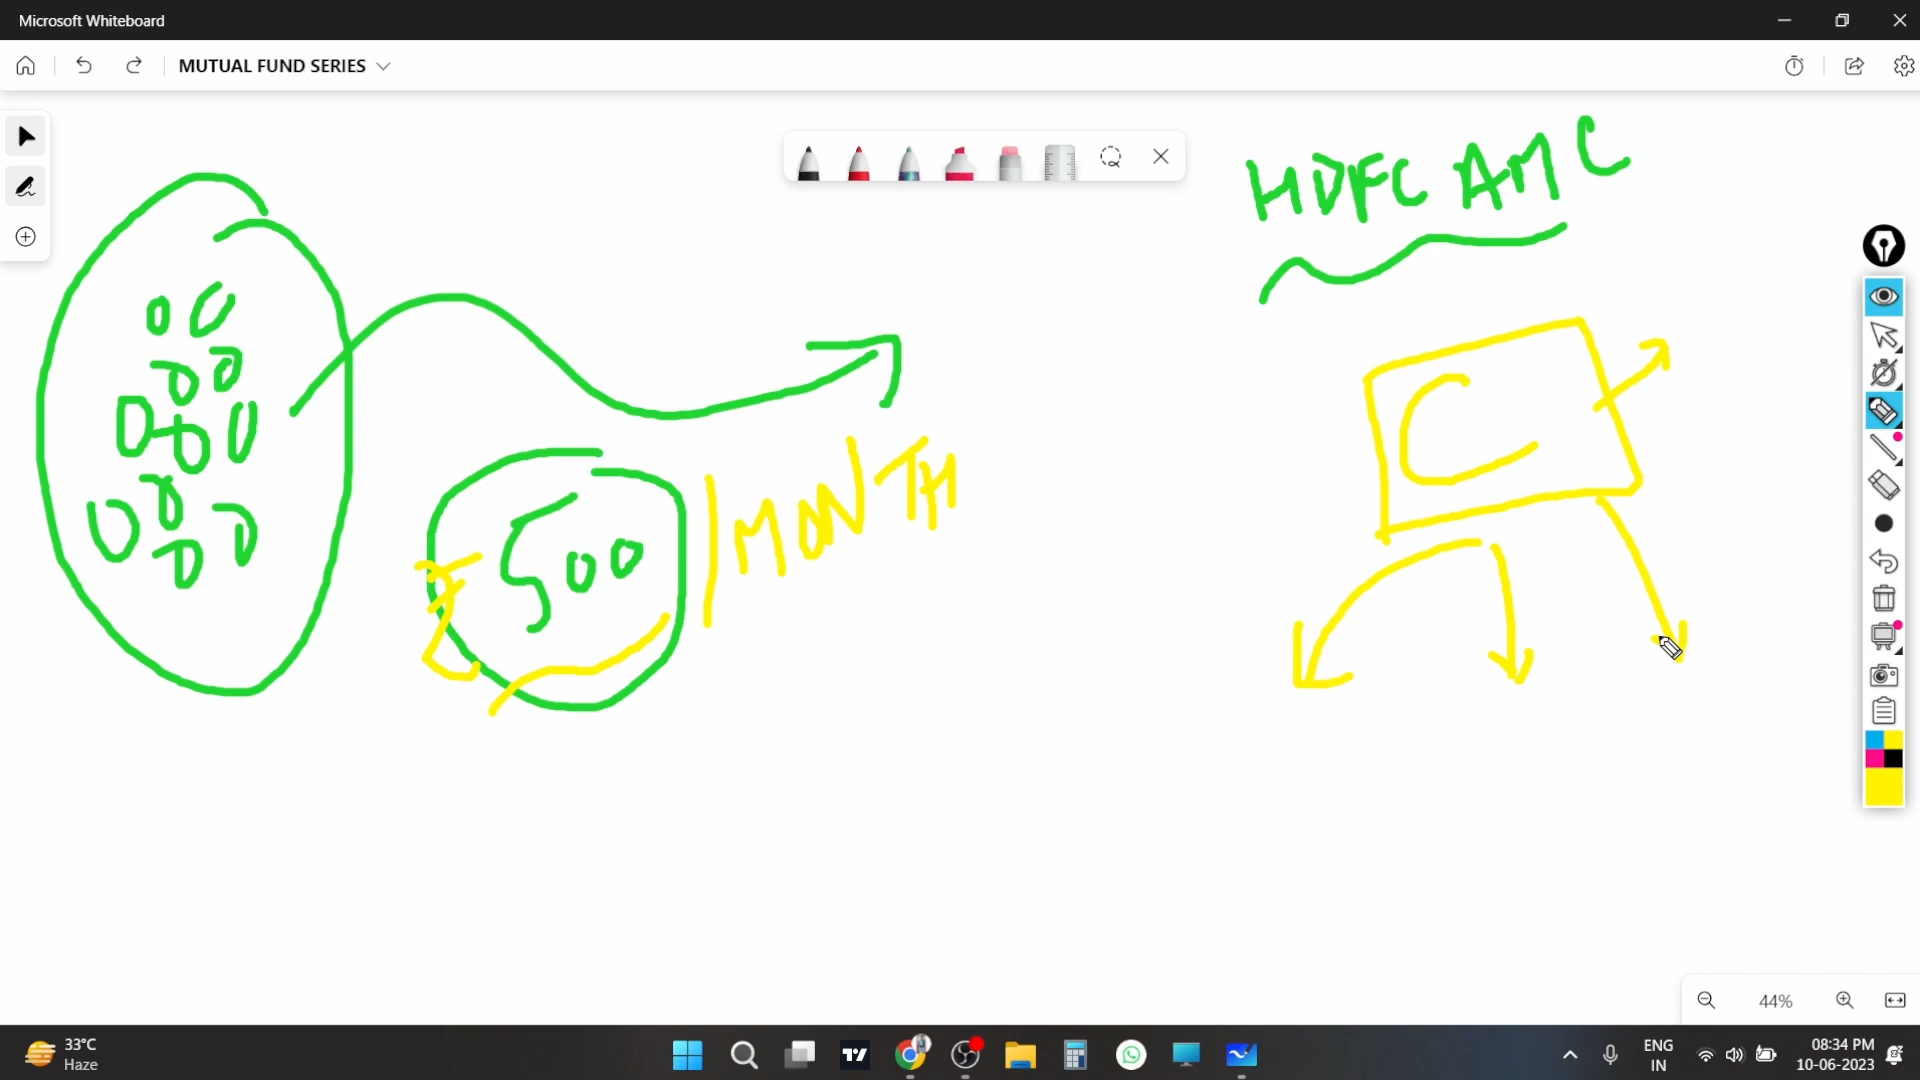 Microsoft Whiteboard
MUTUAL FUND SERIES
HDFC AMC
C
₹ 500 | MONTH
44%
33°C
Haze
ENG
IN
08:34 PM
10-06-2023